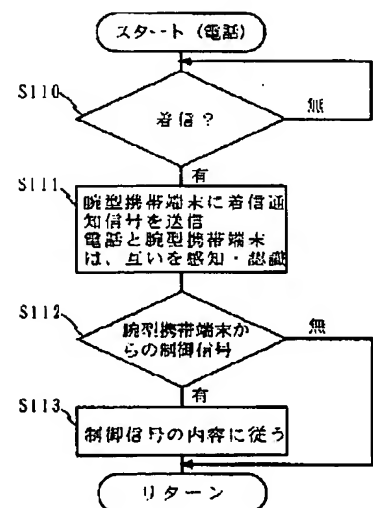 スタート (電話)
S110
着信?
無
有
S111
腕型携帯端末に着信通
知信号を送信
電話と腕型携帯端末
は、互いを感知・認識
S112
腕型携帯端末か
らの制御信号
無
有
S113
制御信号の内容に従う
リターン